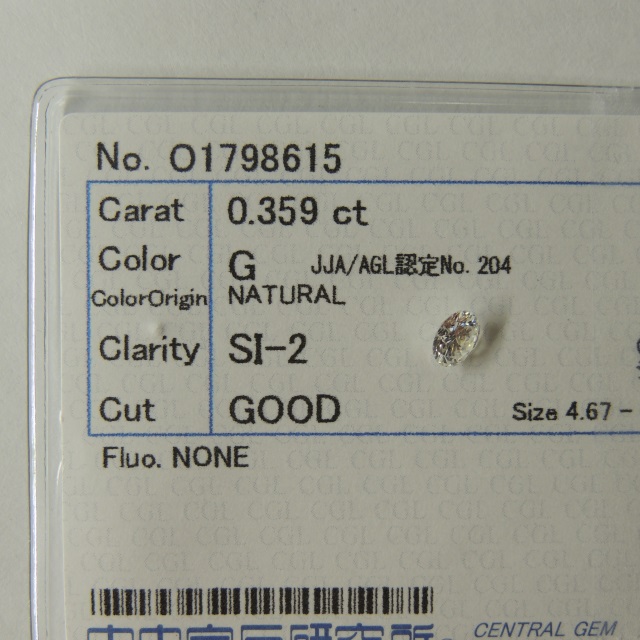 No. O1798615
Carat 0.359 ct
Color G JJA/AGL認定No. 204
ColorOrigin NATURAL
Clarity SI-2
Cut GOOD Size 4.67 -
Fluo. NONE
CENTRAL GEM